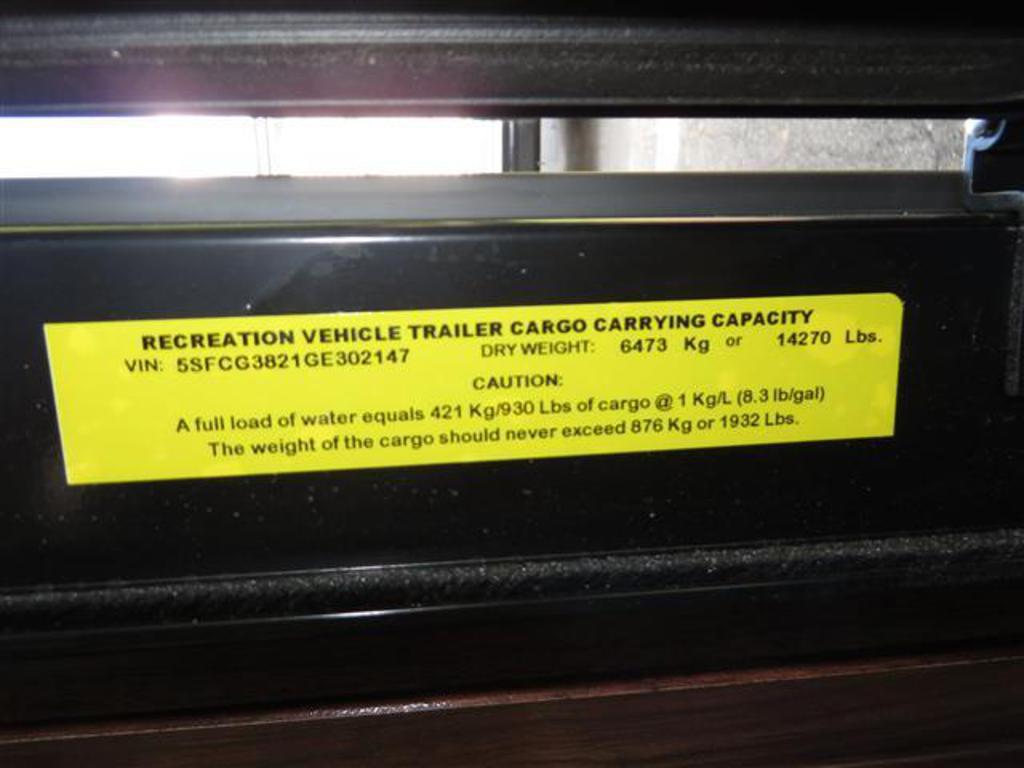 RECREATION VEHICLE TRAILER CARGO CARRYING CAPACITY
VIN: 5SFCG3821GE302147 DRY WEIGHT: 6473 Kg or 14270 Lbs.
CAUTION:
A full load of water equals 421 Kg/930 Lbs of cargo @ 1 Kg/L (8.3 lb/gal)
The weight of the cargo should never exceed 876 Kg or 1932 Lbs.